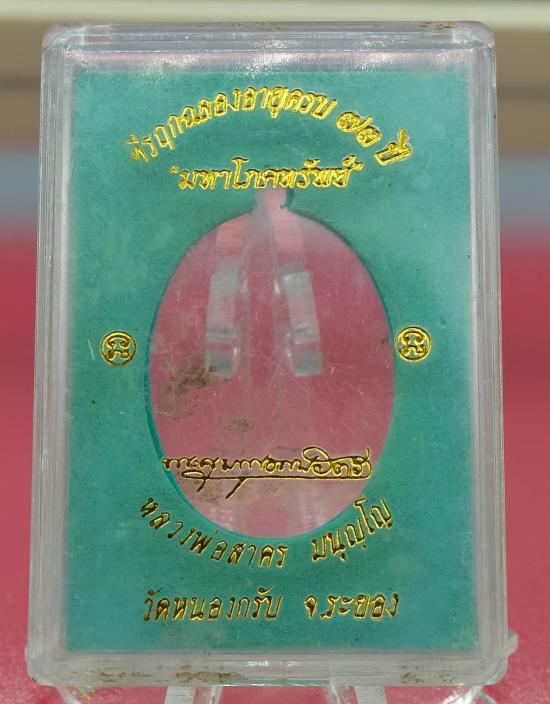 ที่ระฤกฉลองอายุครบ ๗๓ ปี
"มหาโภคทรัพย์"
หลวงพ่อสาคร มนุญฺโญ
วัดหนองกรับ จ.ระยอง